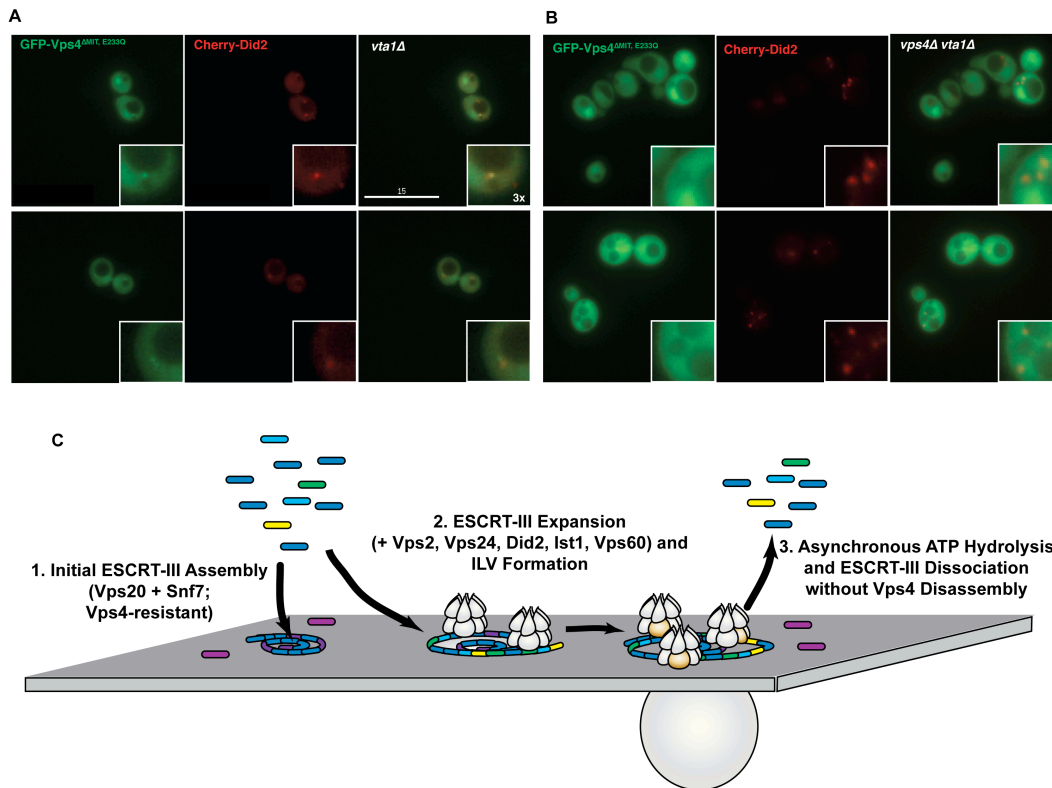 A
GFP-Vps4ΔMIT, E233Q
Cherry-Did2
vta1Δ
15
3x
B
GFP-Vps4ΔMIT, E233Q
Cherry-Did2
vps4Δ vta1Δ
C
1. Initial ESCRT-III Assembly
(Vps20 + Snf7;
Vps4-resistant)
2. ESCRT-III Expansion
(+ Vps2, Vps24, Did2, Ist1, Vps60) and
ILV Formation
3. Asynchronous ATP Hydrolysis
and ESCRT-III Dissociation
without Vps4 Disassembly